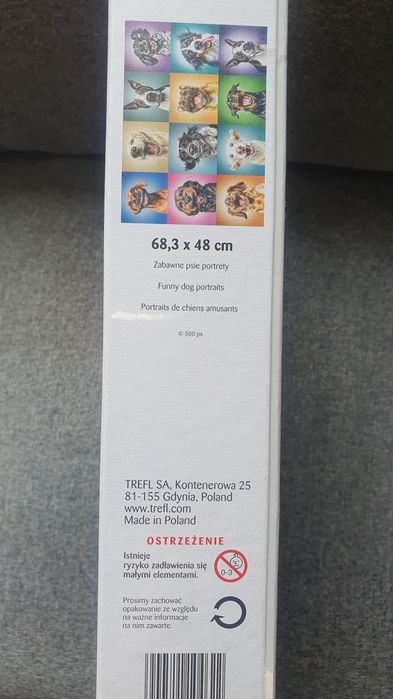 68,3 x 48 cm
Zabawne psie portrety
Funny dog portraits
Portraits de chiens amusants
© 500 px
TREFL SA, Kontenerowa 25
81-155 Gdynia, Poland
www.trefl.com
Made in Poland
OSTRZEŻENIE
Istnieje
ryzyko zadławienia się
małymi elementami.
0-3
Prosimy zachować
opakowanie ze względu
na ważne informacje
na nim zawarte.